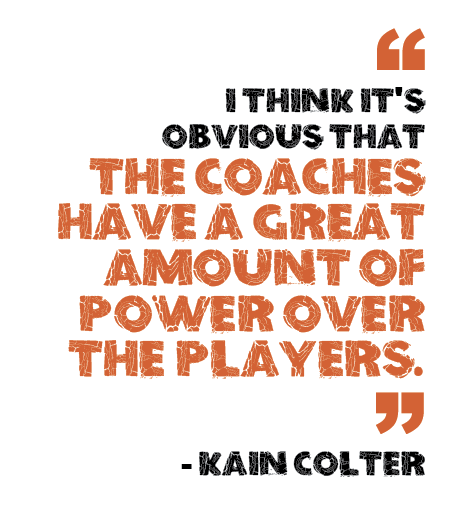 “
I THINK IT'S
OBVIOUS THAT
THE COACHES
HAVE A GREAT
AMOUNT OF
POWER OVER
THE PLAYERS.
”
- KAIN COLTER